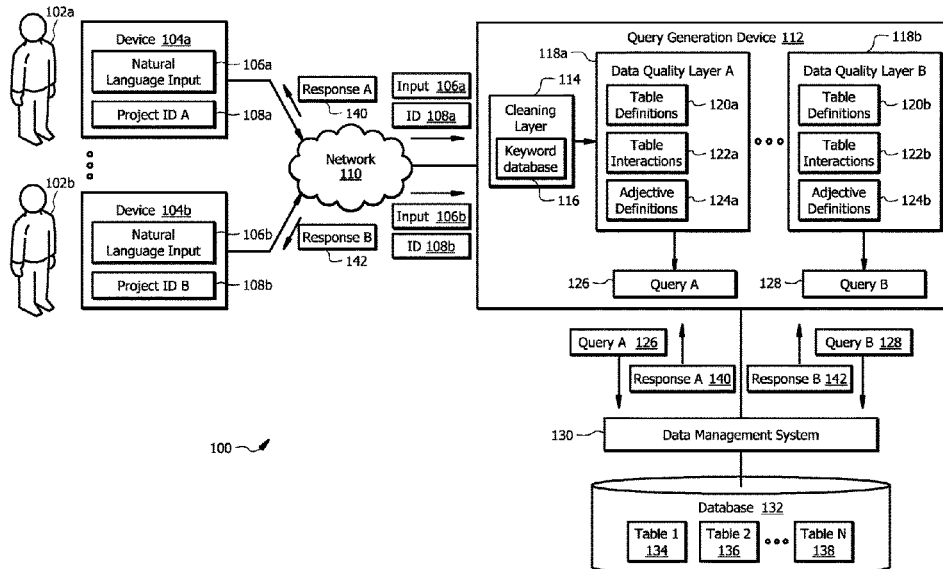 102a
Device 104a
Natural
Language Input
106a
Project ID A
108a
102b
Device 104b
Natural
Language Input
106b
Project ID B
108b
Response A
140
Input 106a
ID 108a
Network
110
Response B
142
Input 106b
ID 108b
Query Generation Device 112
114
Cleaning
Layer
Keyword
database
116
118a
Data Quality Layer A
Table
Definitions
120a
Table
Interactions
122a
Adjective
Definitions
124a
118b
Data Quality Layer B
Table
Definitions
120b
Table
Interactions
122b
Adjective
Definitions
124b
126
Query A
128
Query B
Query A 126
Response A 140
Response B 142
Query B 128
130
Data Management System
100
Database 132
Table 1
134
Table 2
136
Table N
138